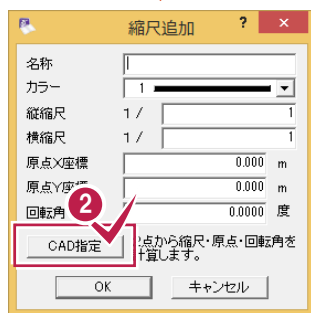 縮尺追加 ? ×
名称
カラー 1
縦縮尺 1 / 1
横縮尺 1 / 1
原点X座標 0.000 m
原点Y座標 0.000 m
回転角 0.0000 度
2
CAD指定 2点から縮尺・原点・回転角を
計算します。
OK キャンセル